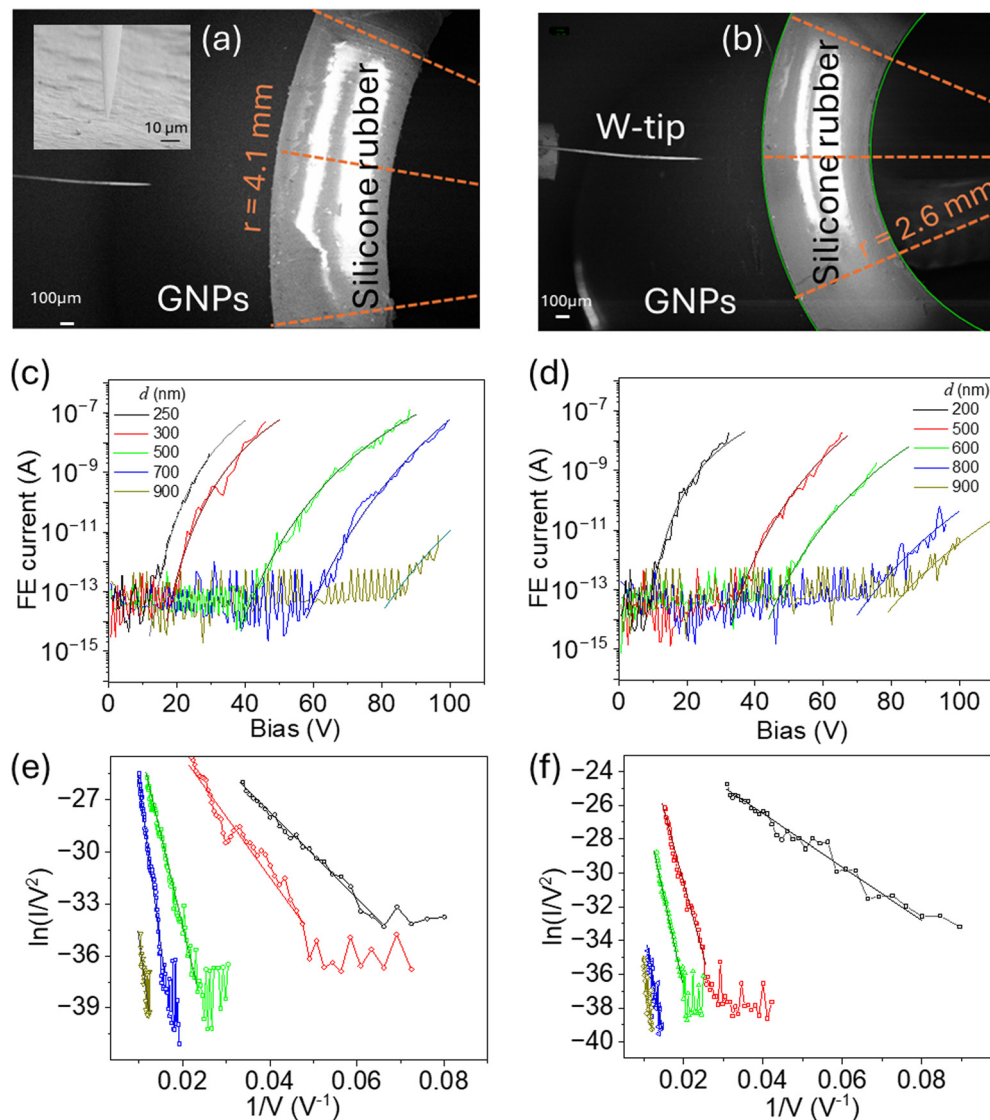 (a)
10 µm
r = 4.1 mm
Silicone rubber
100µm
GNPs
(b)
W-tip
Silicone rubber
r = 2.6 mm
100µm
GNPs
(c)
FE current (A)
10⁻⁷
10⁻⁹
10⁻¹¹
10⁻¹³
10⁻¹⁵
d (nm)
250
300
500
700
900
0 20 40 60 80 100
Bias (V)
(d)
FE current (A)
10⁻⁷
10⁻⁹
10⁻¹¹
10⁻¹³
10⁻¹⁵
d (nm)
200
500
600
800
900
0 20 40 60 80 100
Bias (V)
(e)
ln(I/V²)
−27
−30
−33
−36
−39
0.02 0.04 0.06 0.08
1/V (V⁻¹)
(f)
ln(I/V²)
−24
−26
−28
−30
−32
−34
−36
−38
−40
0.02 0.04 0.06 0.08
1/V (V⁻¹)